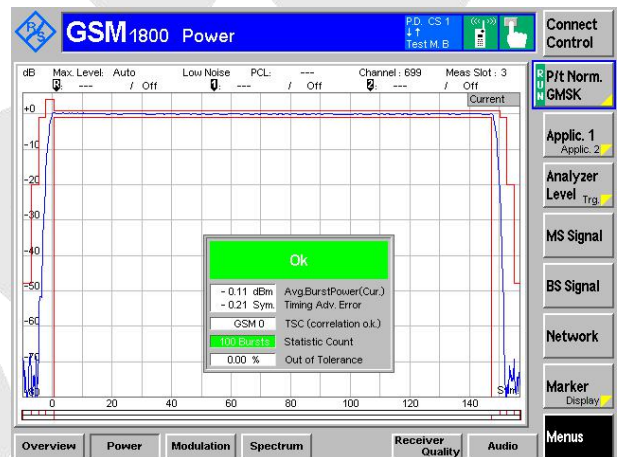 R&S
GSM 1800 Power
P.D. CS 1
Test M. B
Connect Control
dB Max. Level: Auto Low Noise PCL: --- Channel : 699 Meas Slot : 3
--- / Off --- / Off --- / Off
Current
RUN
P/t Norm. GMSK
Applic. 1
Applic. 2
Analyzer Level Trg.
MS Signal
BS Signal
Network
Marker
Display
Menus
+0
-10
-20
-30
-40
-50
-60
-70
-80
Ok
- 0.11 dBm Avg.BurstPower(Cur.)
- 0.21 Sym. Timing Adv. Error
GSM 0 TSC (correlation o.k.)
100 Bursts Statistic Count
0.00 % Out of Tolerance
0 20 40 60 80 100 120 140 Sym
Overview Power Modulation Spectrum Receiver Quality Audio